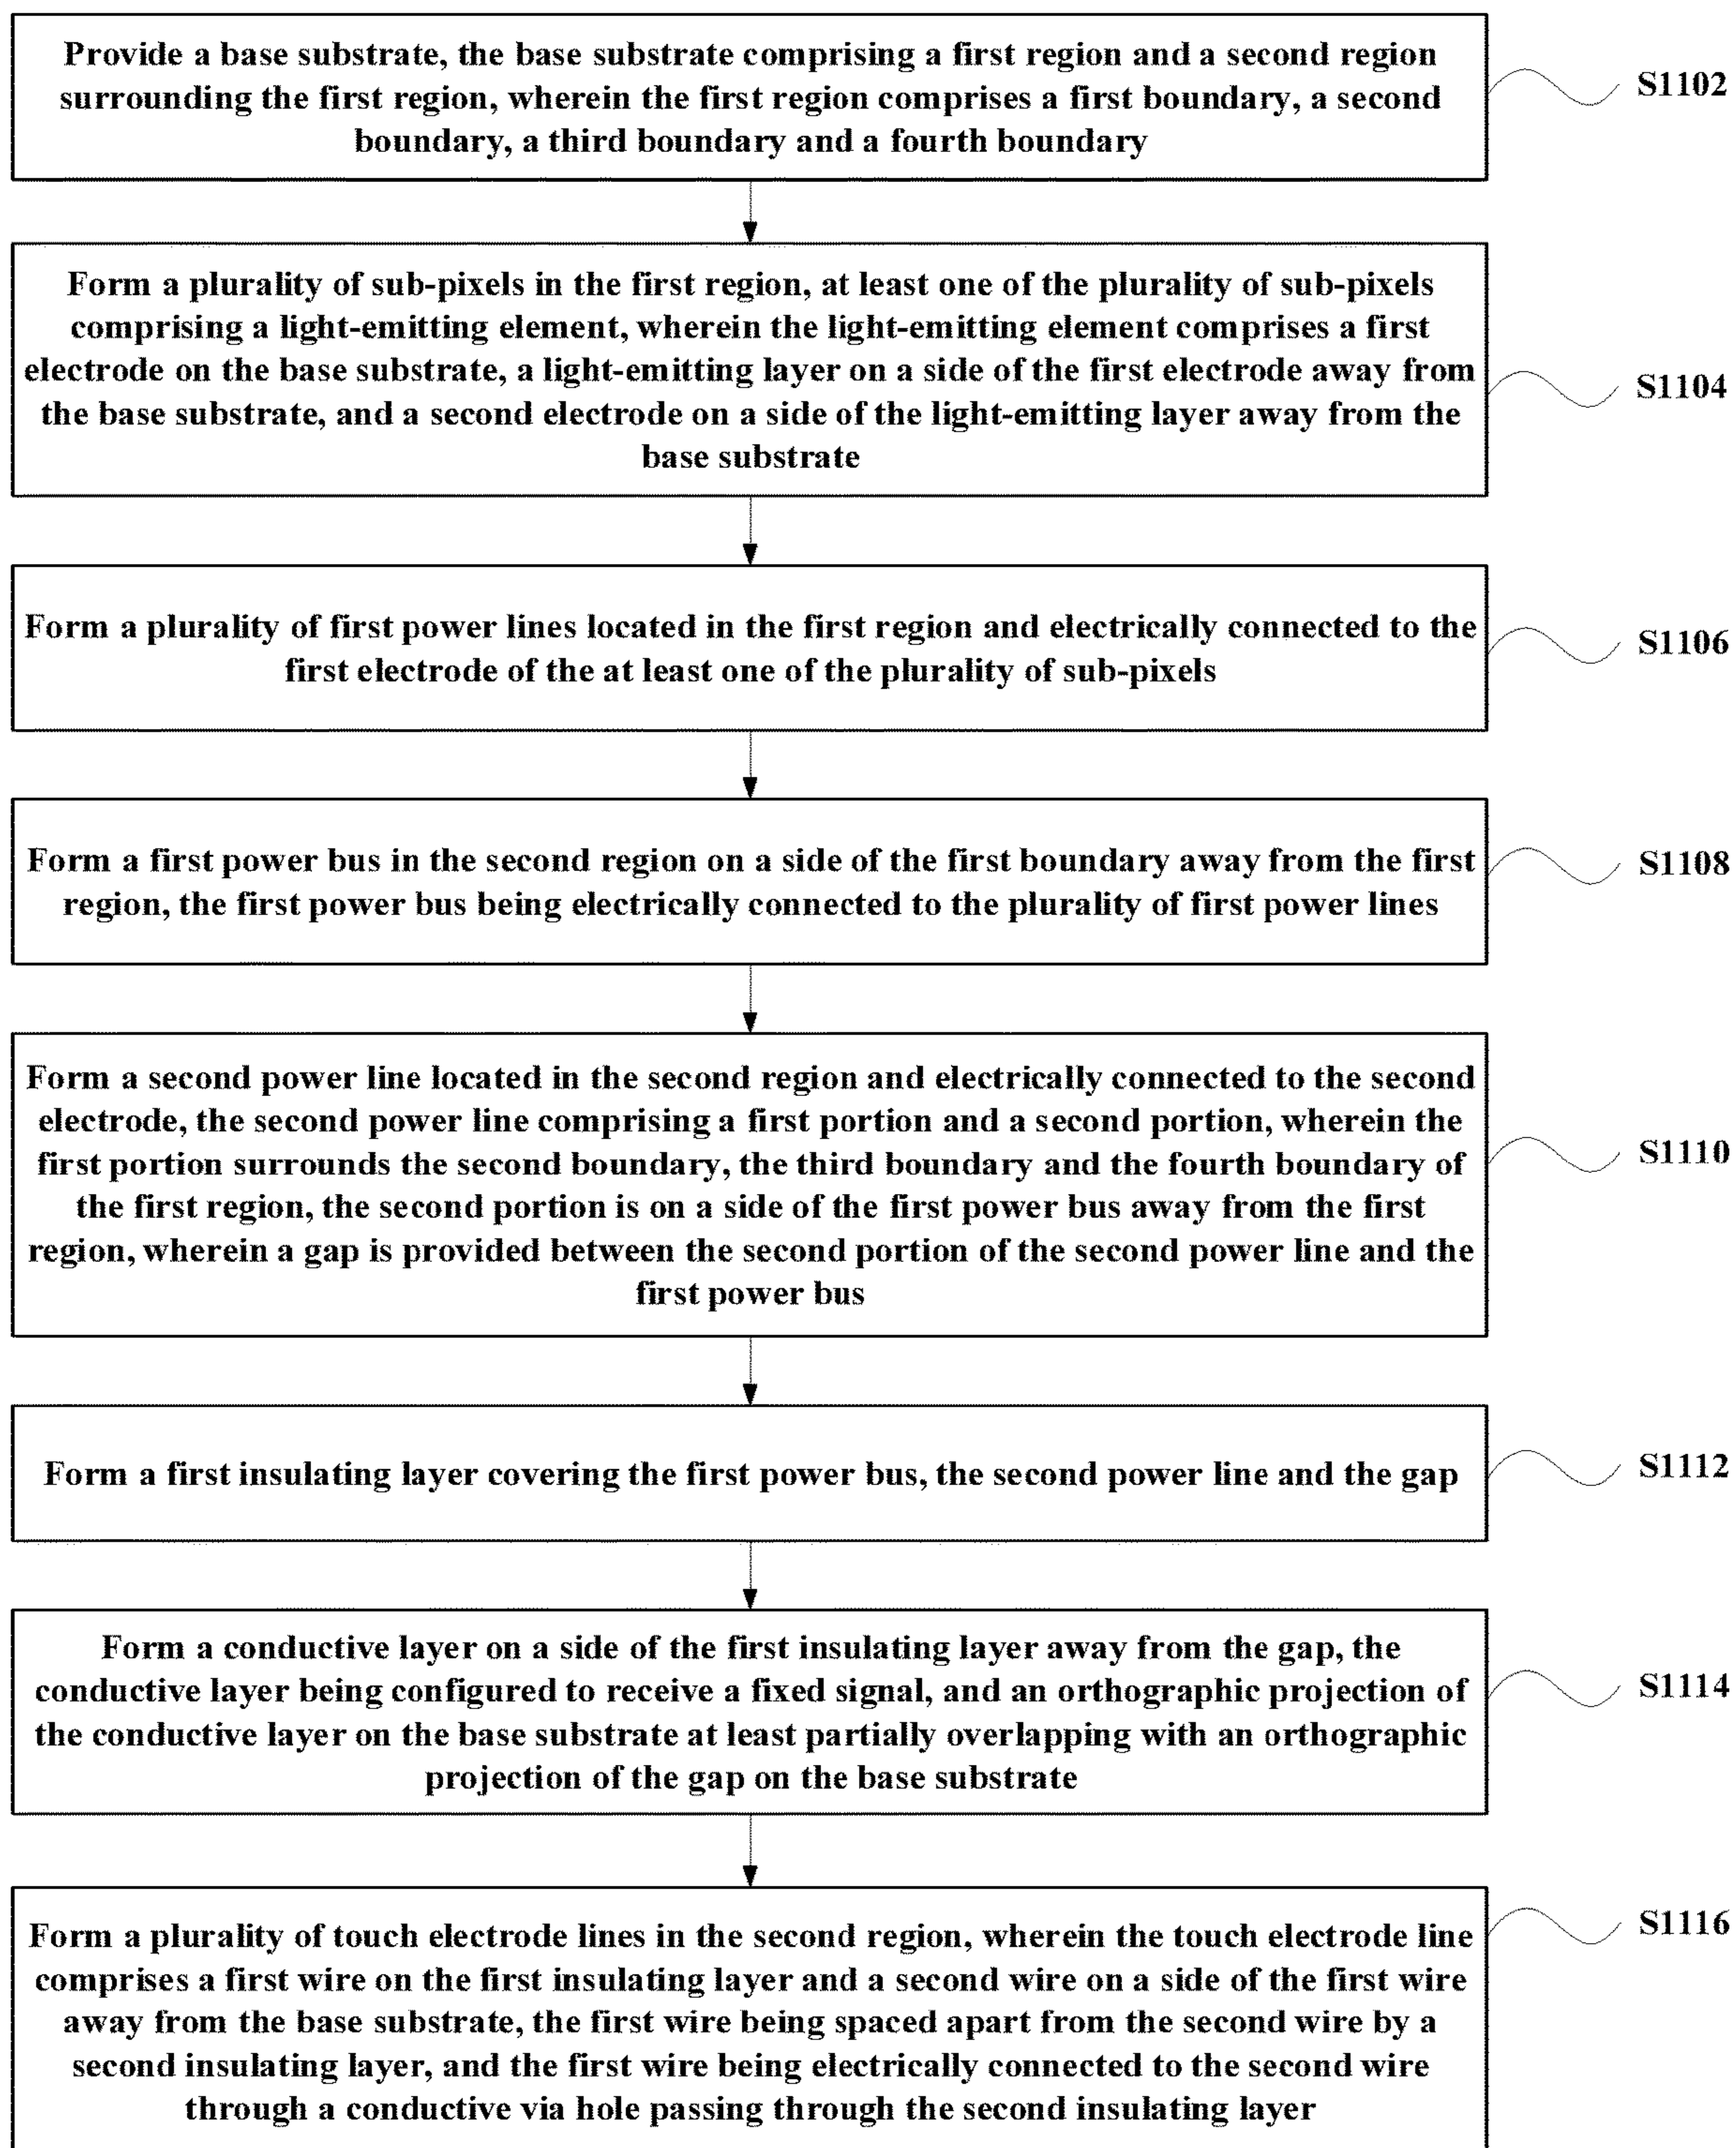 Provide a base substrate, the base substrate comprising a first region and a second region
surrounding the first region, wherein the first region comprises a first boundary, a second
boundary, a third boundary and a fourth boundary
S1102
Form a plurality of sub-pixels in the first region, at least one of the plurality of sub-pixels
comprising a light-emitting element, wherein the light-emitting element comprises a first
electrode on the base substrate, a light-emitting layer on a side of the first electrode away from
the base substrate, and a second electrode on a side of the light-emitting layer away from the
base substrate
S1104
Form a plurality of first power lines located in the first region and electrically connected to the
first electrode of the at least one of the plurality of sub-pixels
S1106
Form a first power bus in the second region on a side of the first boundary away from the first
region, the first power bus being electrically connected to the plurality of first power lines
S1108
Form a second power line located in the second region and electrically connected to the second
electrode, the second power line comprising a first portion and a second portion, wherein the
first portion surrounds the second boundary, the third boundary and the fourth boundary of
the first region, the second portion is on a side of the first power bus away from the first
region, wherein a gap is provided between the second portion of the second power line and the
first power bus
S1110
Form a first insulating layer covering the first power bus, the second power line and the gap
S1112
Form a conductive layer on a side of the first insulating layer away from the gap, the
conductive layer being configured to receive a fixed signal, and an orthographic projection of
the conductive layer on the base substrate at least partially overlapping with an orthographic
projection of the gap on the base substrate
S1114
Form a plurality of touch electrode lines in the second region, wherein the touch electrode line
comprises a first wire on the first insulating layer and a second wire on a side of the first wire
away from the base substrate, the first wire being spaced apart from the second wire by a
second insulating layer, and the first wire being electrically connected to the second wire
through a conductive via hole passing through the second insulating layer
S1116